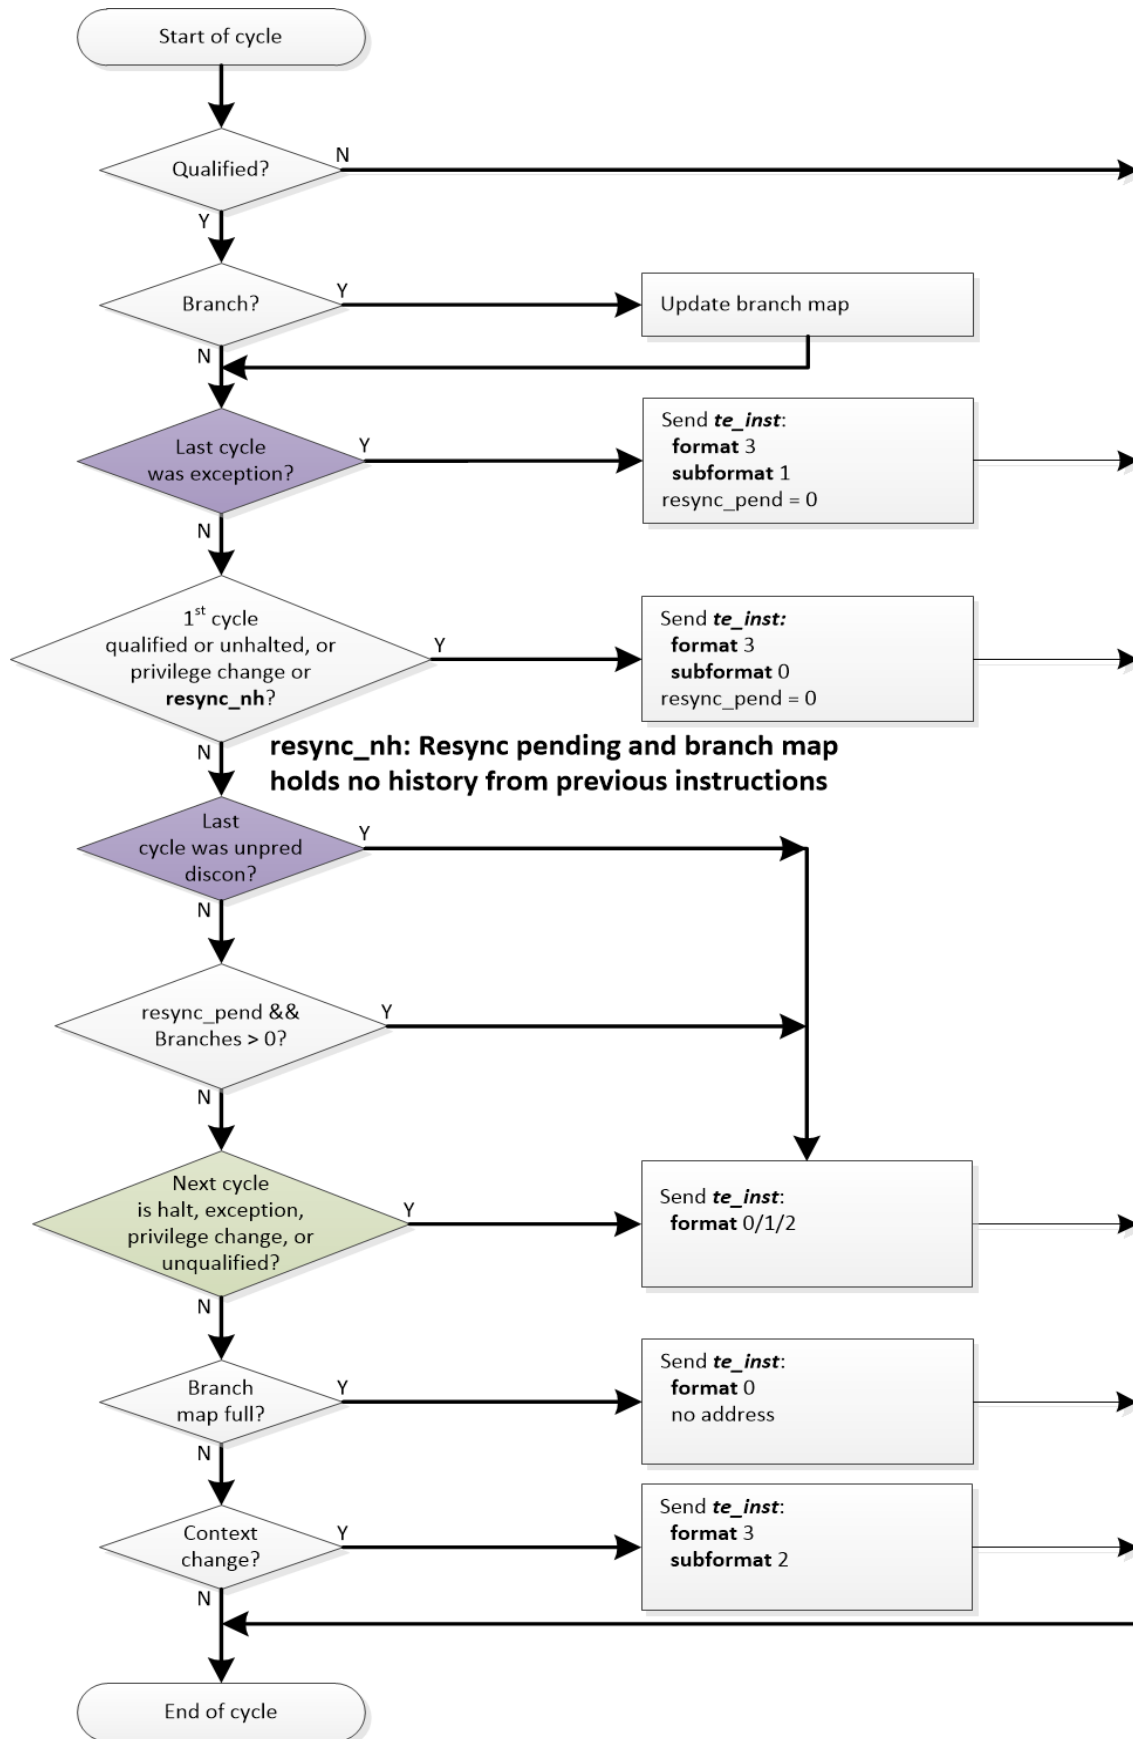 Start of cycle
Qualified?
N
Y
Branch?
Y
Update branch map
N
Last cycle
was exception?
Y
Send te_inst:
format 3
subformat 1
resync_pend = 0
N
1st cycle
qualified or unhalted, or
privilege change or
resync_nh?
Y
Send te_inst:
format 3
subformat 0
resync_pend = 0
N
resync_nh: Resync pending and branch map
holds no history from previous instructions
Last
cycle was unpred
discon?
Y
N
resync_pend &&
Branches > 0?
Y
N
Next cycle
is halt, exception,
privilege change, or
unqualified?
Y
Send te_inst:
format 0/1/2
N
Branch
map full?
Y
Send te_inst:
format 0
no address
N
Context
change?
Y
Send te_inst:
format 3
subformat 2
N
End of cycle